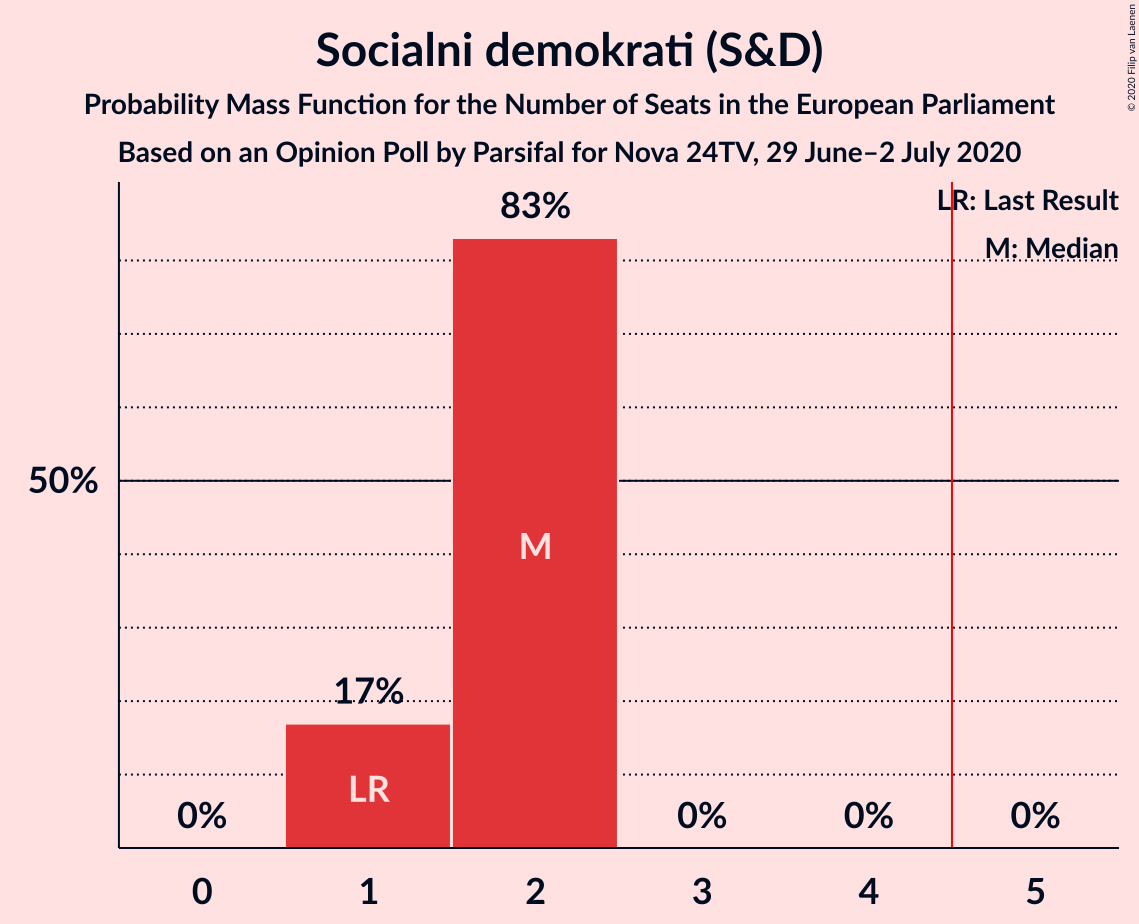 Socialni demokrati (S&D)
Probability Mass Function for the Number of Seats in the European Parliament
Based on an Opinion Poll by Parsifal for Nova 24TV, 29 June–2 July 2020
© 2020 Filip van Laenen
LR: Last Result
M: Median
83%
50%
M
17%
LR
0%
0%
0%
0%
0
1
2
3
4
5